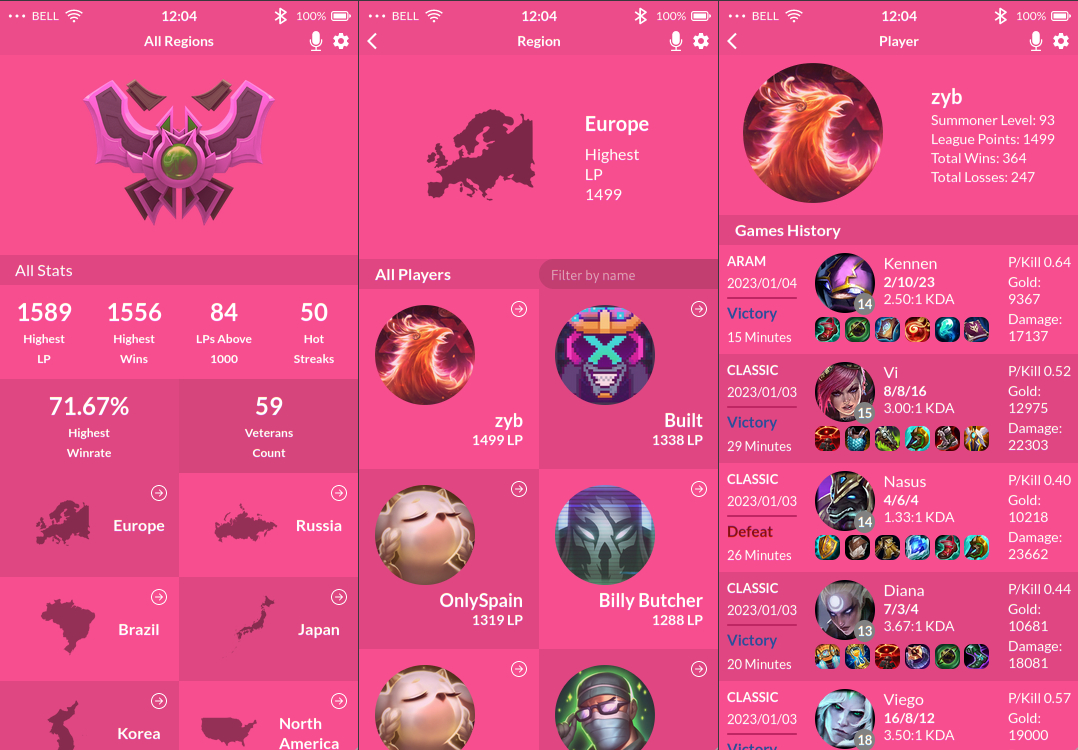 BELL
12:04
100%
All Regions
All Stats
1589
Highest
LP
1556
Highest
Wins
84
LPs Above
1000
50
Hot
Streaks
71.67%
Highest
Winrate
59
Veterans
Count
Europe
Russia
Brazil
Japan
Korea
North
America
BELL
12:04
100%
Region
Europe
Highest
LP
1499
All Players
Filter by name
zyb
1499 LP
Built
1338 LP
OnlySpain
1319 LP
Billy Butcher
1288 LP
BELL
12:04
100%
Player
zyb
Summoner Level: 93
League Points: 1499
Total Wins: 364
Total Losses: 247
Games History
ARAM
2023/01/04
Victory
15 Minutes
14
Kennen
2/10/23
2.50:1 KDA
P/Kill 0.64
Gold:
9367
Damage:
17137
CLASSIC
2023/01/03
Victory
29 Minutes
15
Vi
8/8/16
3.00:1 KDA
P/Kill 0.52
Gold:
12975
Damage:
22303
CLASSIC
2023/01/03
Defeat
26 Minutes
14
Nasus
4/6/4
1.33:1 KDA
P/Kill 0.40
Gold:
10218
Damage:
23662
CLASSIC
2023/01/03
Victory
20 Minutes
13
Diana
7/3/4
3.67:1 KDA
P/Kill 0.44
Gold:
10681
Damage:
18081
CLASSIC
2023/01/03
Victory
18
Viego
16/8/12
3.50:1 KDA
P/Kill 0.57
Gold:
19000